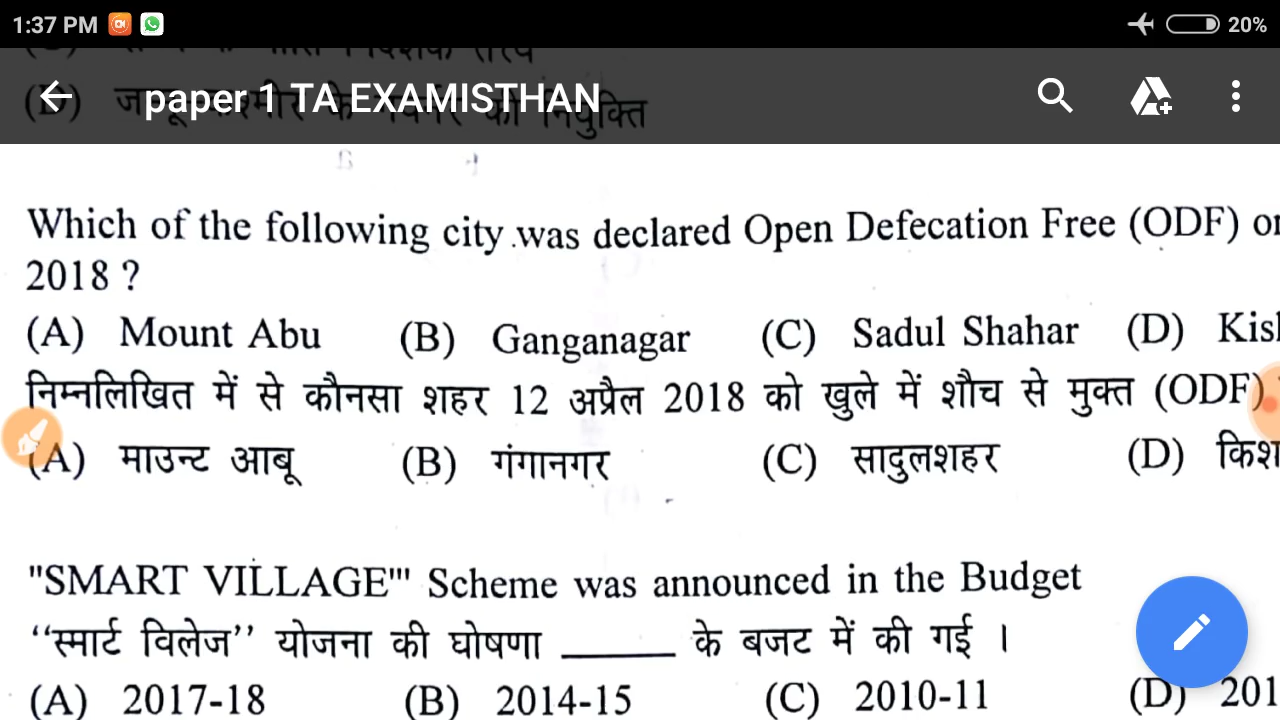 1:37 PM 20%
paper 1 TA EXAMISTHAN
Which of the following city was declared Open Defecation Free (ODF)
2018 ?
(A) Mount Abu (B) Ganganagar (C) Sadul Shahar (D)
निम्नलिखित में से कौनसा शहर 12 अप्रैल 2018 को खुले में शौच से मुक्त (ODF)
(A) माउन्ट आबू (B) गंगानगर (C) सादुलशहर (D)
"SMART VILLAGE"' Scheme was announced in the Budget
“स्मार्ट विलेज” योजना की घोषणा ______ के बजट में की गई ।
(A) 2017-18 (B) 2014-15 (C) 2010-11 (D)